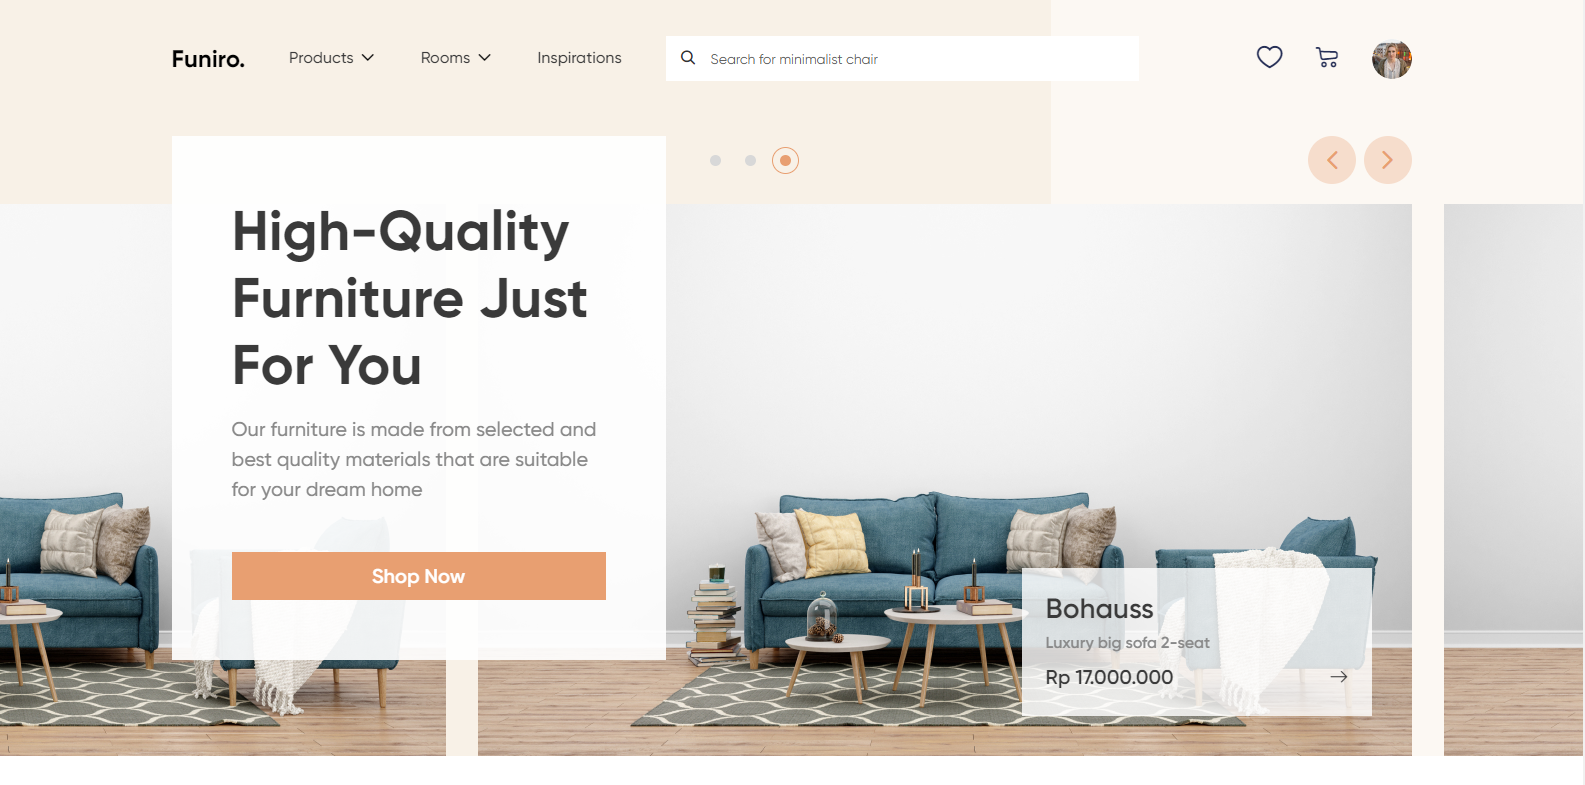 Funiro.
Products
Rooms
Inspirations
Search for minimalist chair
High-Quality
Furniture Just
For You
Our furniture is made from selected and
best quality materials that are suitable
for your dream home
Shop Now
Bohauss
Luxury big sofa 2-seat
Rp 17.000.000